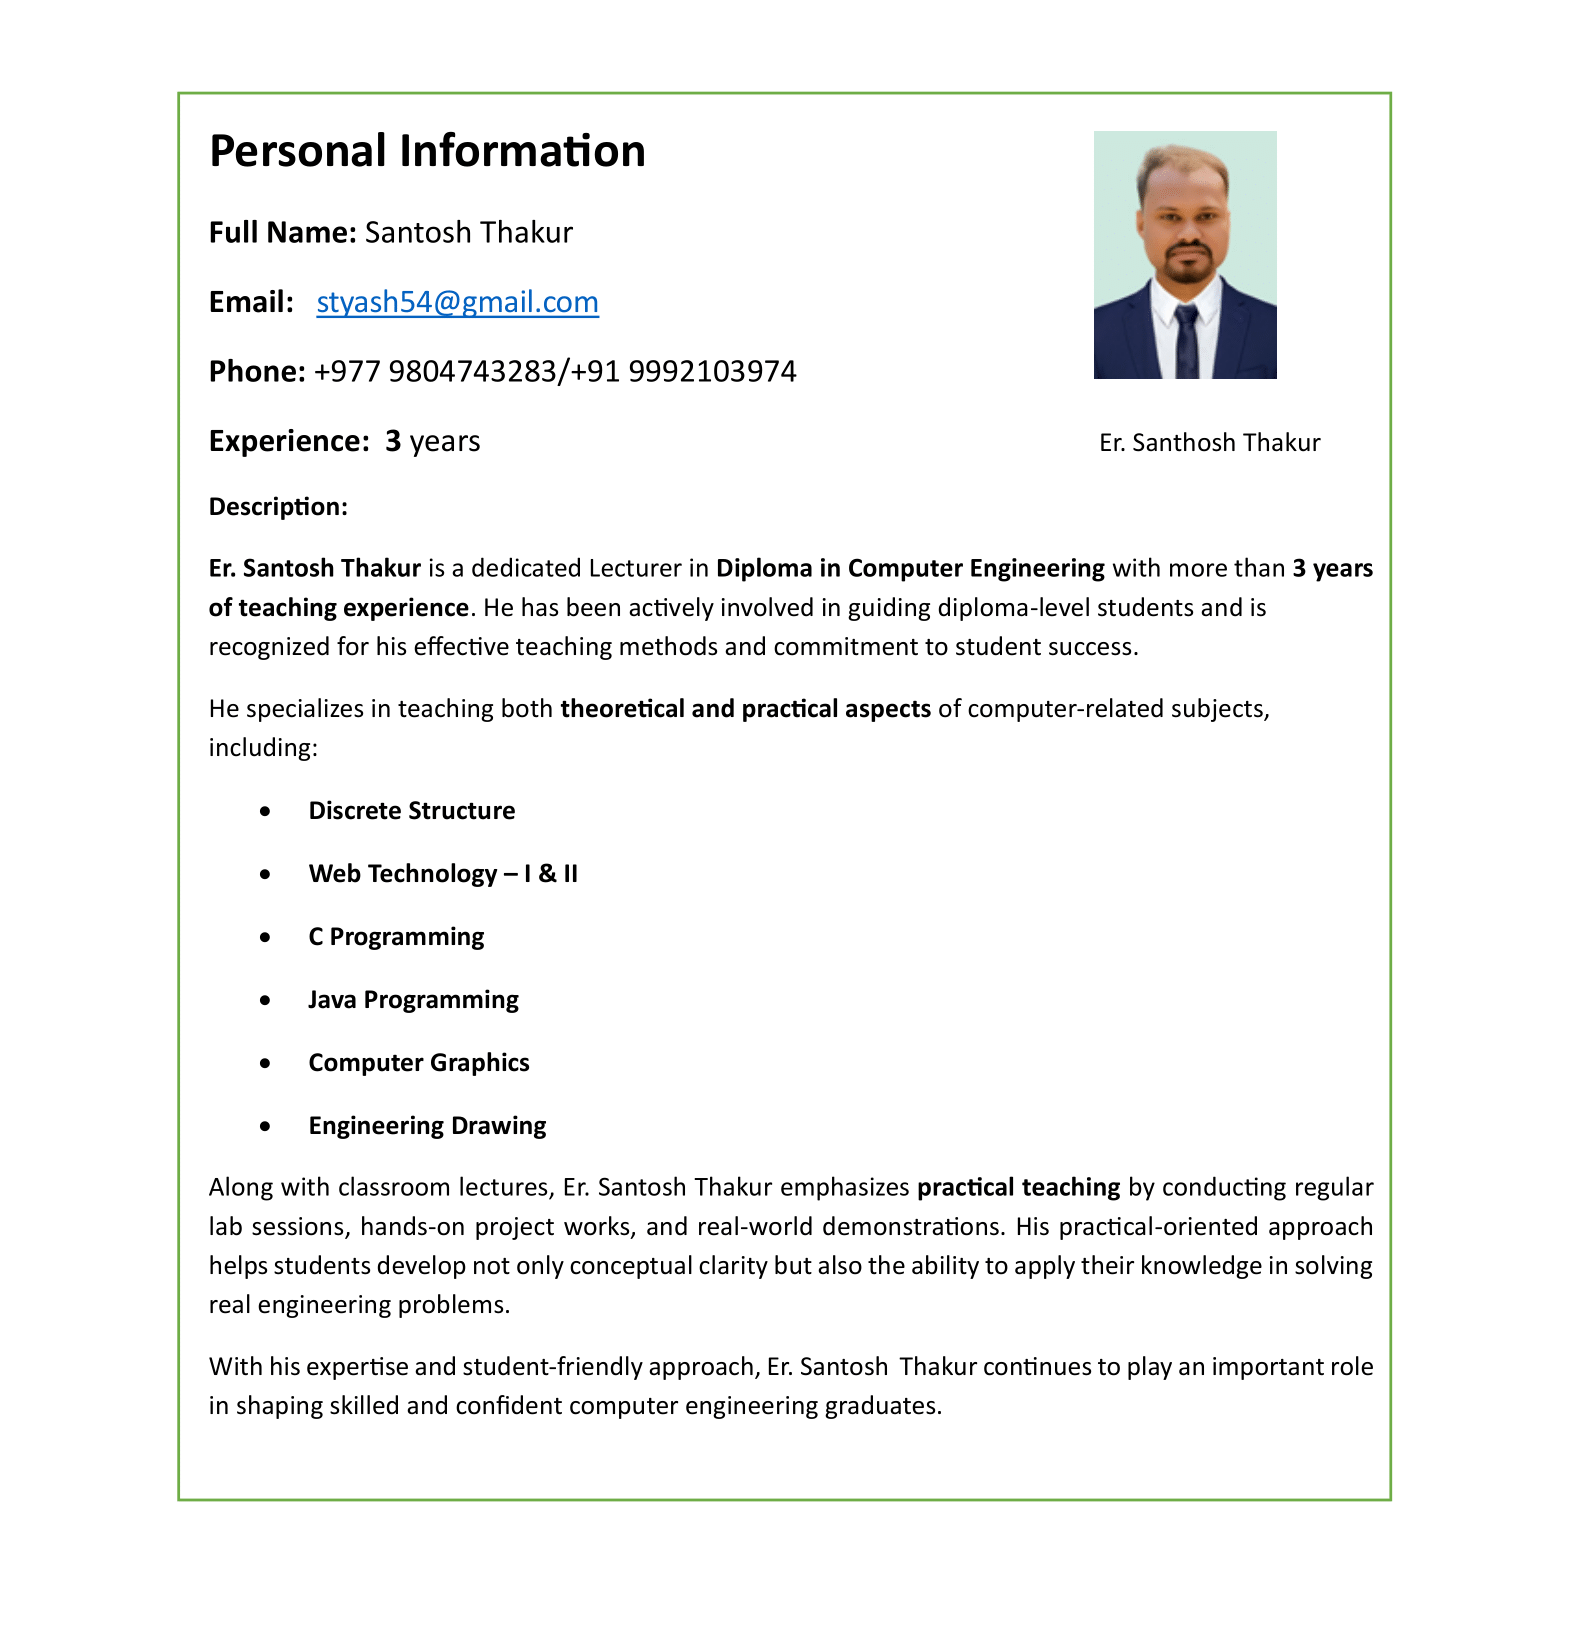 Personal Information
Full Name: Santosh Thakur
Email: styash54@gmail.com
Phone: +977 9804743283/+91 9992103974
Experience: 3 years
Er. Santhosh Thakur
Description:
Er. Santosh Thakur is a dedicated Lecturer in Diploma in Computer Engineering with more than 3 years
of teaching experience. He has been actively involved in guiding diploma-level students and is
recognized for his effective teaching methods and commitment to student success.
He specializes in teaching both theoretical and practical aspects of computer-related subjects,
including:
• Discrete Structure
• Web Technology – I & II
• C Programming
• Java Programming
• Computer Graphics
• Engineering Drawing
Along with classroom lectures, Er. Santosh Thakur emphasizes practical teaching by conducting regular
lab sessions, hands-on project works, and real-world demonstrations. His practical-oriented approach
helps students develop not only conceptual clarity but also the ability to apply their knowledge in solving
real engineering problems.
With his expertise and student-friendly approach, Er. Santosh Thakur continues to play an important role
in shaping skilled and confident computer engineering graduates.